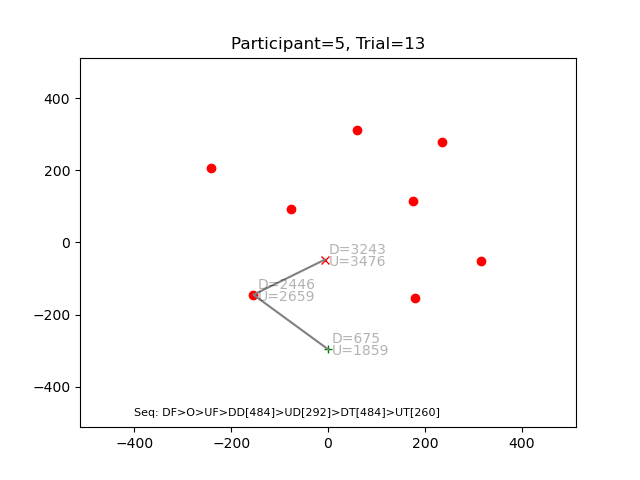 Participant=5, Trial=13
400
200
0
−200
−400
D=3243
U=3476
D=2446
U=2659
D=675
U=1859
Seq: DF>O>UF>DD[484]>UD[292]>DT[484]>UT[260]
−400
−200
0
200
400